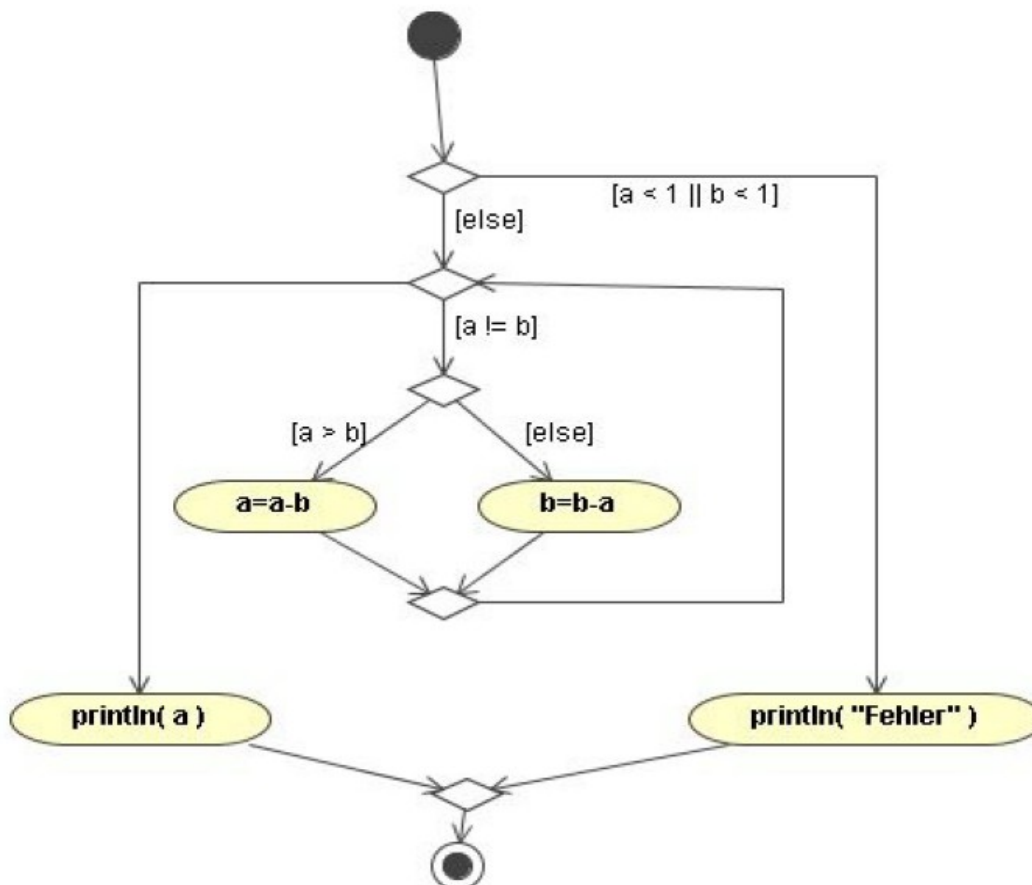 [a < 1 || b < 1]
[else]
[a != b]
[a > b]
[else]
a=a-b
b=b-a
println( a )
println( "Fehler" )